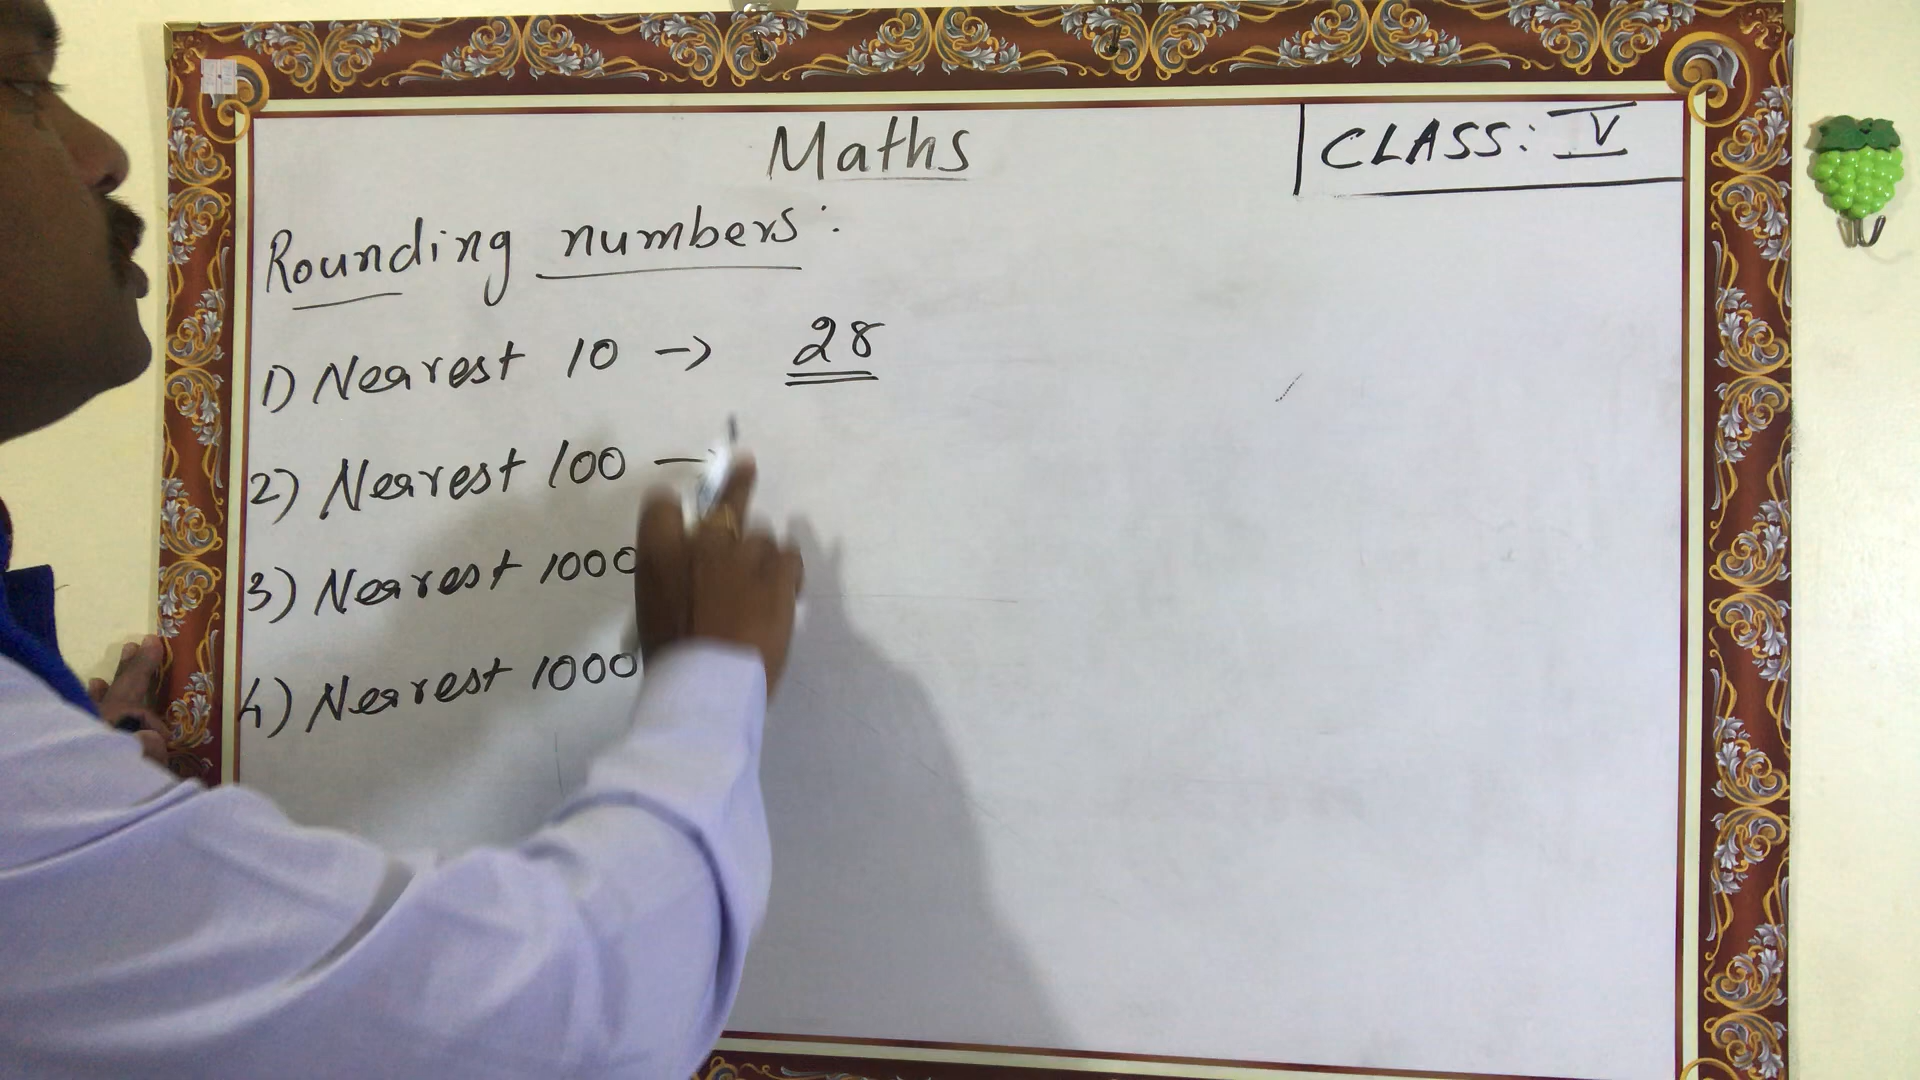 Maths
CLASS: V
Rounding numbers:
1) Nearest 10 → 28
2) Nearest 100 —
3) Nearest 1000
4) Nearest 1000